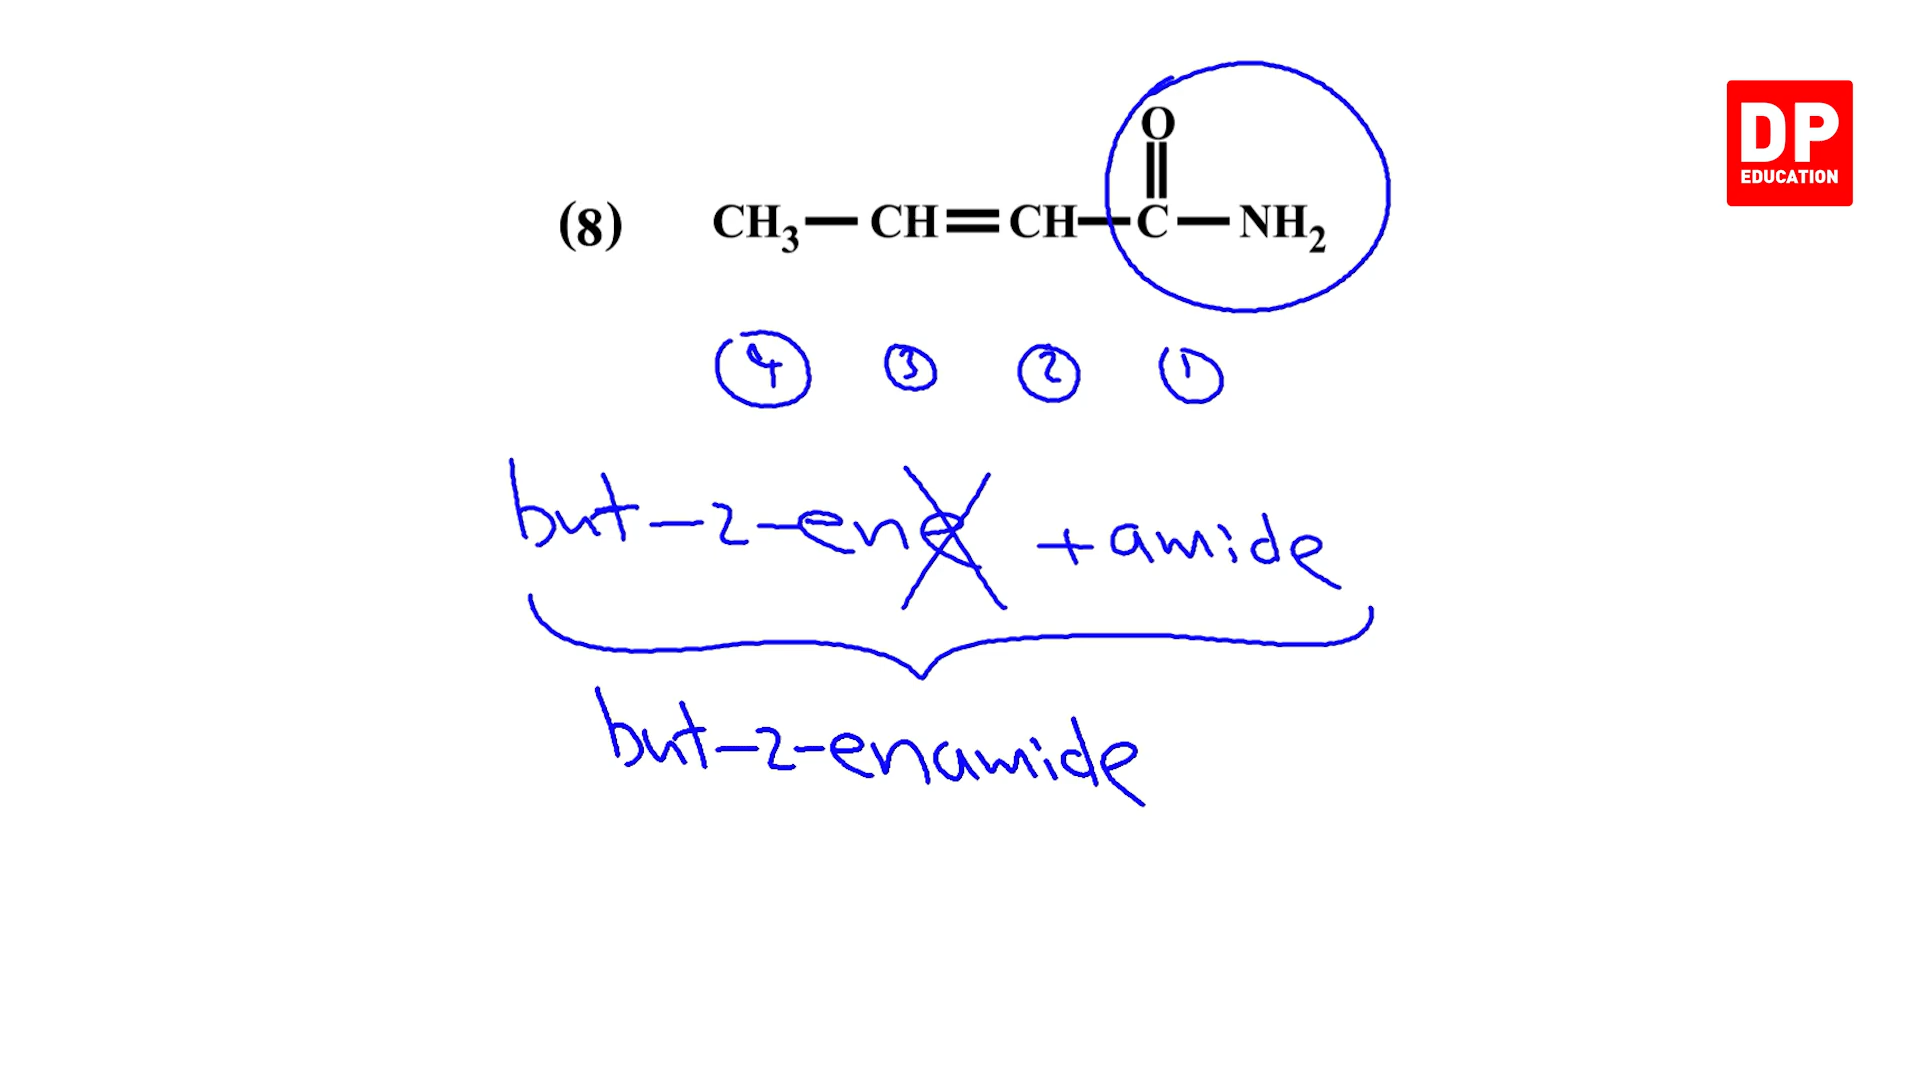 DP
EDUCATION
O
(8) CH₃—CH=CH—C—NH₂
4 3 2 1
but-2-ene + amide
but-2-enamide